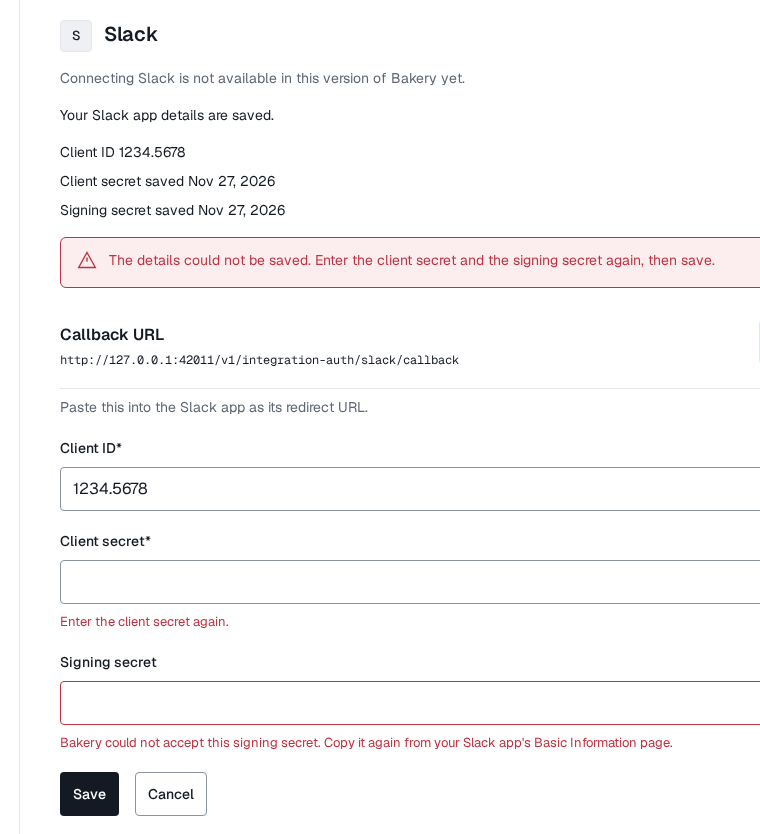 S Slack
Connecting Slack is not available in this version of Bakery yet.
Your Slack app details are saved.
Client ID 1234.5678
Client secret saved Nov 27, 2026
Signing secret saved Nov 27, 2026
The details could not be saved. Enter the client secret and the signing secret again, then save.
Callback URL
http://127.0.0.1:42011/v1/integration-auth/slack/callback
Paste this into the Slack app as its redirect URL.
Client ID*
1234.5678
Client secret*
Enter the client secret again.
Signing secret
Bakery could not accept this signing secret. Copy it again from your Slack app's Basic Information page.
Save Cancel